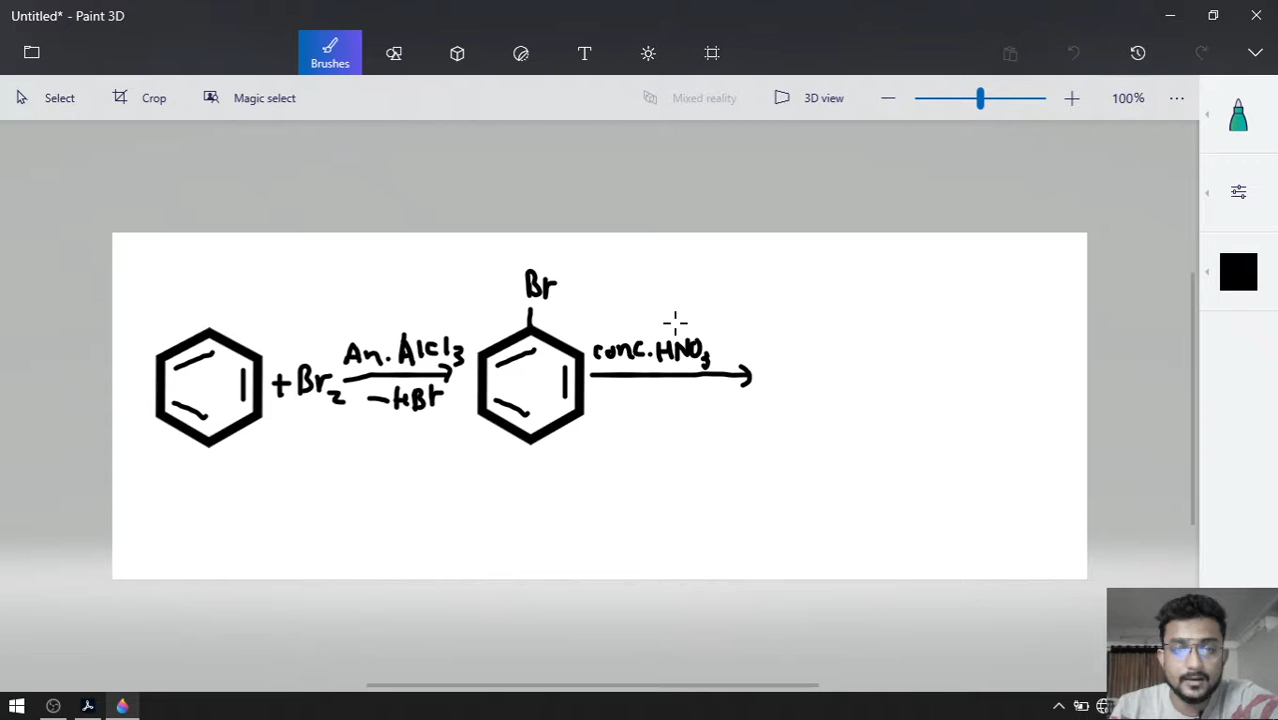 Untitled* - Paint 3D
Brushes
T
Select
Crop
Magic select
Mixed reality
3D view
100%
Br
+ Br2
An. AlCl3
- HBr
conc. HNO3